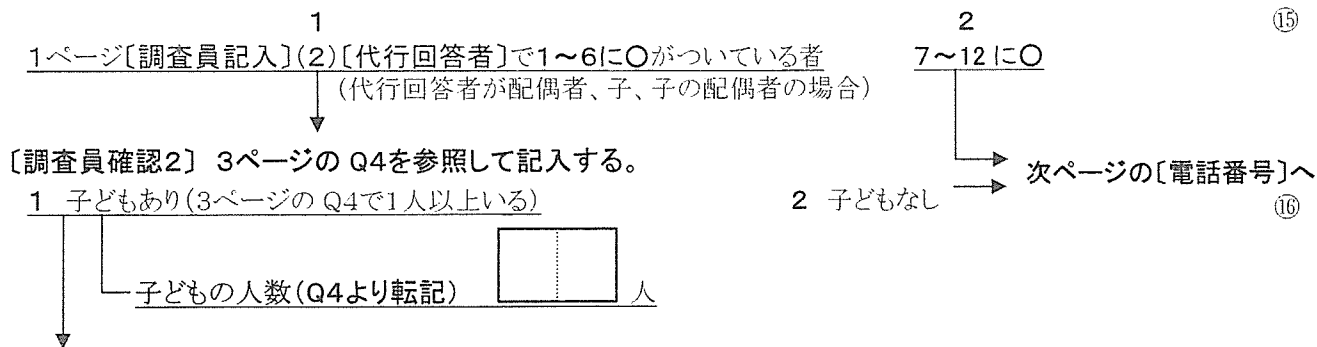 1 2 ⑮
1ページ〔調査員記入〕(2)〔代行回答者〕で1～6に○がついている者 7～12に○
(代行回答者が配偶者、子、子の配偶者の場合)
〔調査員確認2〕 3ページの Q4を参照して記入する。
次ページの〔電話番号〕へ
1 子どもあり(3ページの Q4で1人以上いる) 2 子どもなし ⑯
子どもの人数(Q4より転記) 人